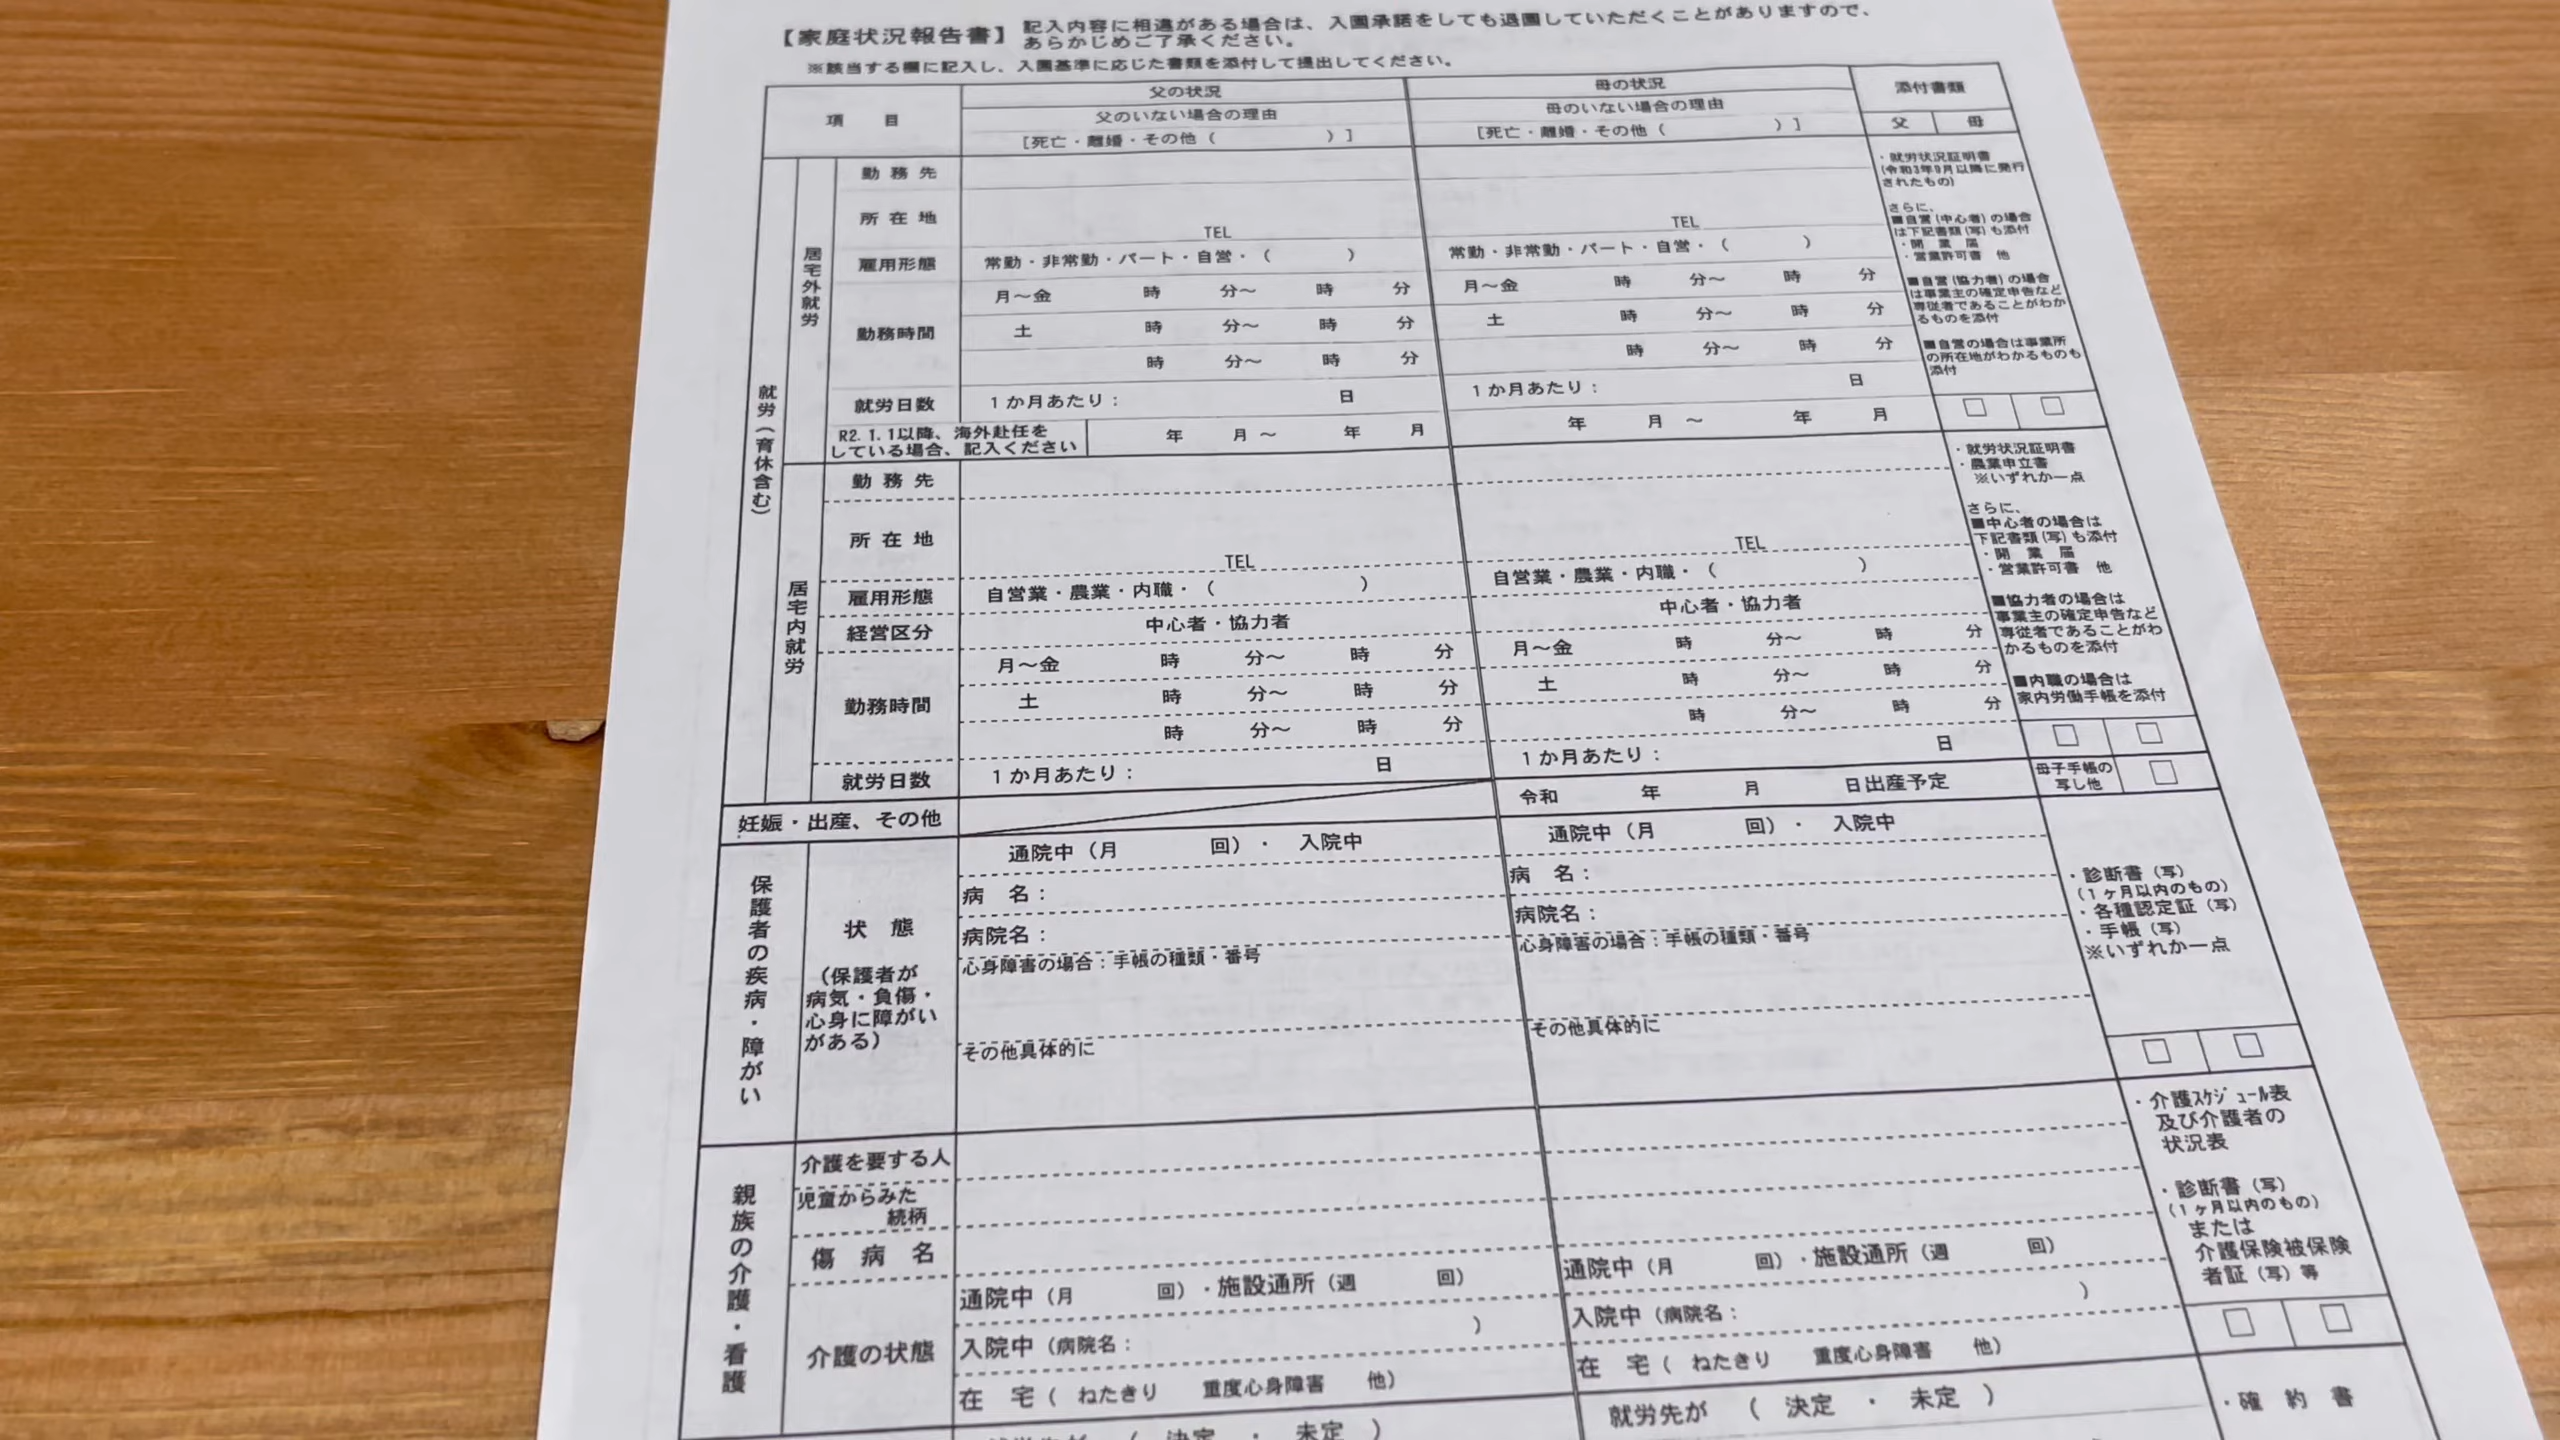 【家庭状況報告書】 記入内容に相違がある場合は、入園承諾をしても退園していただくことがありますので、
あらかじめご了承ください。
※該当する欄に記入し、入園基準に応じた書類を添付して提出してください。
項 目
父の状況
父のいない場合の理由
[死亡・離婚・その他（ ）]
母の状況
母のいない場合の理由
[死亡・離婚・その他（ ）]
添付書類
父 母
就労（育休含む）
居宅外就労
勤務先
所在地
TEL
TEL
雇用形態
常勤・非常勤・パート・自営・（ ）
常勤・非常勤・パート・自営・（ ）
勤務時間
月～金 時 分～ 時 分
月～金 時 分～ 時 分
土 時 分～ 時 分
土 時 分～ 時 分
時 分～ 時 分
時 分～ 時 分
就労日数
1か月あたり： 日
1か月あたり： 日
R2.1.1以降、海外赴任を
している場合、記入ください
年 月～ 年 月
年 月 ～ 年 月
・就労状況証明書
(令和3年9月以降に発行
されたもの)
さらに、
■自営(中心者)の場合
は下記書類(写)も添付
・開 業 届
・営業許可書 他
■自営(協力者)の場合
は事業主の確定申告など
専従者であることがわか
るものを添付
■自営の場合は事業所
の所在地がわかるものも
添付
□ □
居宅内就労
勤務先
所在地
TEL
TEL
雇用形態
自営業・農業・内職・（ ）
自営業・農業・内職・（ ）
経営区分
中心者・協力者
中心者・協力者
勤務時間
月～金 時 分～ 時 分
月～金 時 分～ 時 分
土 時 分～ 時 分
土 時 分～ 時 分
時 分～ 時 分
時 分～ 時 分
就労日数
1か月あたり： 日
1か月あたり： 日
・就労状況証明書
・農業申立書
※いずれか一点
さらに、
■中心者の場合は
下記書類(写)も添付
・開 業 届
・営業許可書 他
■協力者の場合は
事業主の確定申告など
専従者であることがわ
かるものを添付
■内職の場合は
家内労働手帳を添付
□ □
妊娠・出産、その他
令和 年 月 日出産予定
母子手帳の
写し他
□
保護者の疾病・障がい
状 態
（保護者が
病気・負傷・
心身に障がい
がある）
通院中（月 回）・ 入院中
病 名：
病院名：
心身障害の場合：手帳の種類・番号
その他具体的に
通院中（月 回）・ 入院中
病 名：
病院名：
心身障害の場合：手帳の種類・番号
その他具体的に
・診断書（写）
（1ヶ月以内のもの）
・各種認定証（写）
・手帳（写）
※いずれか一点
□ □
親族の介護・看護
介護を要する人
児童からみた
続柄
傷 病 名
介護の状態
通院中（月 回）・施設通所（週 回）
入院中（病院名： ）
在 宅（ ねたきり 重度心身障害 他）
通院中（月 回）・施設通所（週 回）
入院中（病院名： ）
在 宅（ ねたきり 重度心身障害 他）
・介護ｽｹｼﾞｭｰﾙ表
及び介護者の
状況表
・診断書（写）
（1ヶ月以内のもの）
または
介護保険被保険
者証（写）等
□ □
（ 決定 ・ 未定 ）
就労先が （ 決定 ・ 未定 ）
・確 約 書